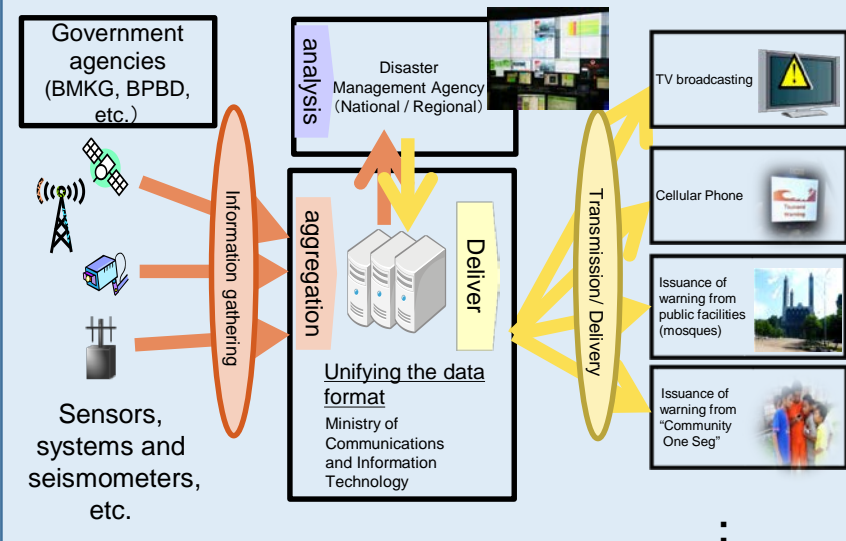 Government
agencies
(BMKG, BPBD,
etc.）
Sensors,
systems and
seismometers,
etc.
Information gathering
analysis
Disaster
Management Agency
（National / Regional）
aggregation
Deliver
Unifying the data
format
Ministry of
Communications
and Information
Technology
Transmission/ Delivery
TV broadcasting
Cellular Phone
Tsunami
Warning
Issuance of
warning from
public facilities
(mosques)
Issuance of
warning from
“Community
One Seg”
: